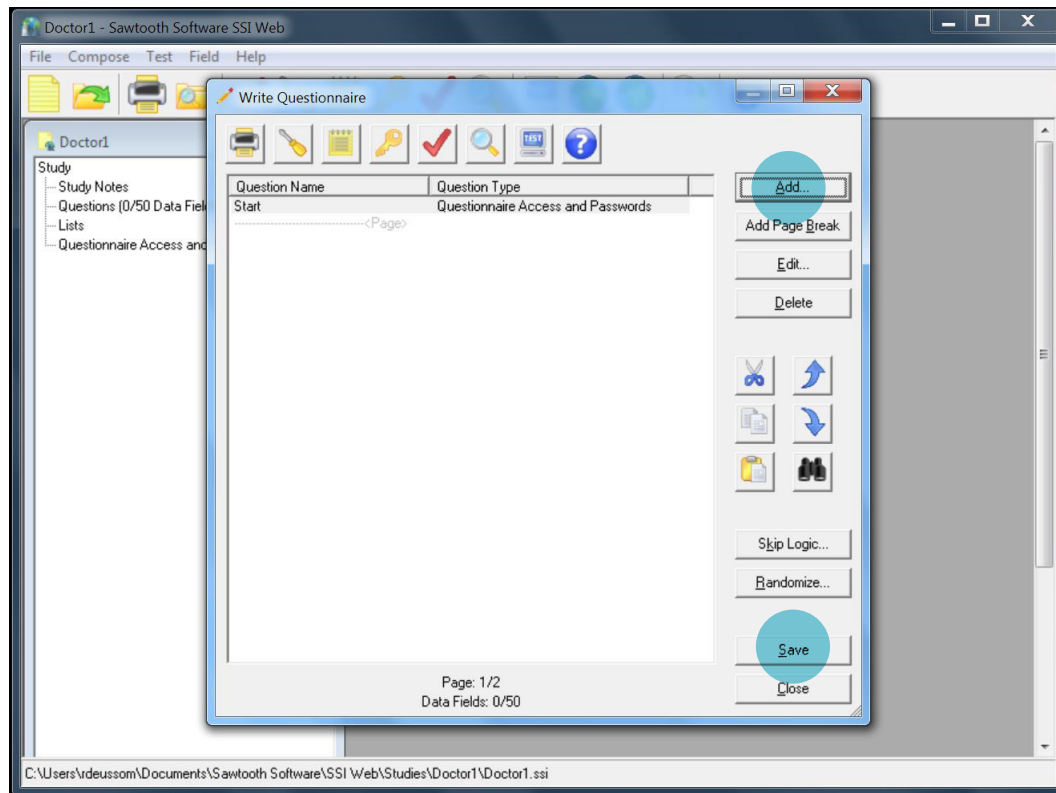 Doctor1 - Sawtooth Software SSI Web
File Compose Test Field Help
Write Questionnaire
Doctor1
TEST
Study
Study Notes
Questions (0/50 Data Fiel
Lists
Questionnaire Access and
Question Name Question Type
Start Questionnaire Access and Passwords
<Page>
Add...
Add Page Break
Edit...
Delete
Skip Logic...
Randomize...
Save
Close
Page: 1/2
Data Fields: 0/50
C:\Users\rdeussom\Documents\Sawtooth Software\SSI Web\Studies\Doctor1\Doctor1.ssi